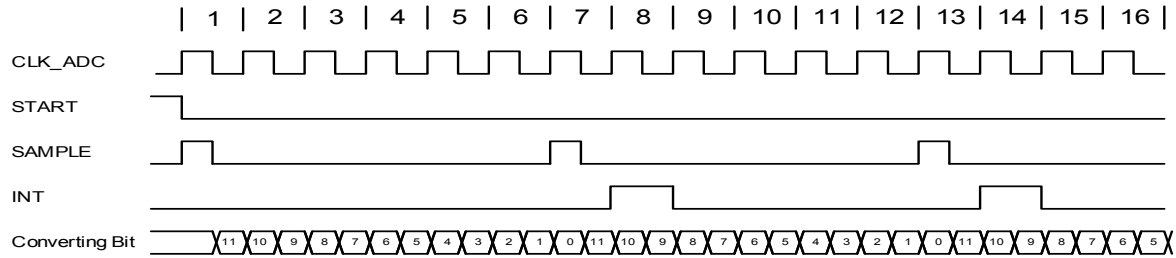 1 2 3 4 5 6 7 8 9 10 11 12 13 14 15 16
CLK_ADC
START
SAMPLE
INT
Converting Bit 11 10 9 8 7 6 5 4 3 2 1 0 11 10 9 8 7 6 5 4 3 2 1 0 11 10 9 8 7 6 5